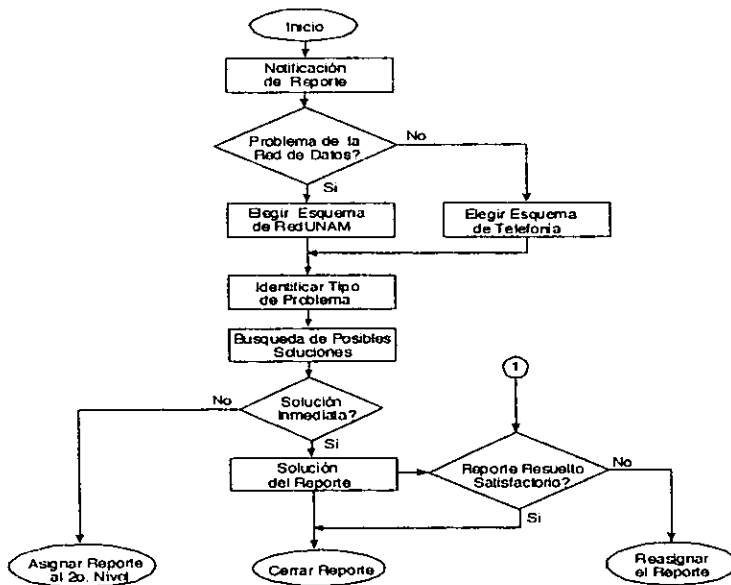 Inicio
Notificación
de Reporte
Problema de la
Red de Datos?
No
Si
Elegir Esquema
de RedUNAM
Elegir Esquema
de Telefonía
Identificar Tipo
de Problema
Busqueda de Posibles
Soluciones
1
No
Solución
Inmediata?
Si
Solución
del Reporte
Reporte Resuelto
Satisfactorio?
No
Si
Asignar Reporte
al 2o. Nivel
Cerrar Reporte
Reasignar
el Reporte